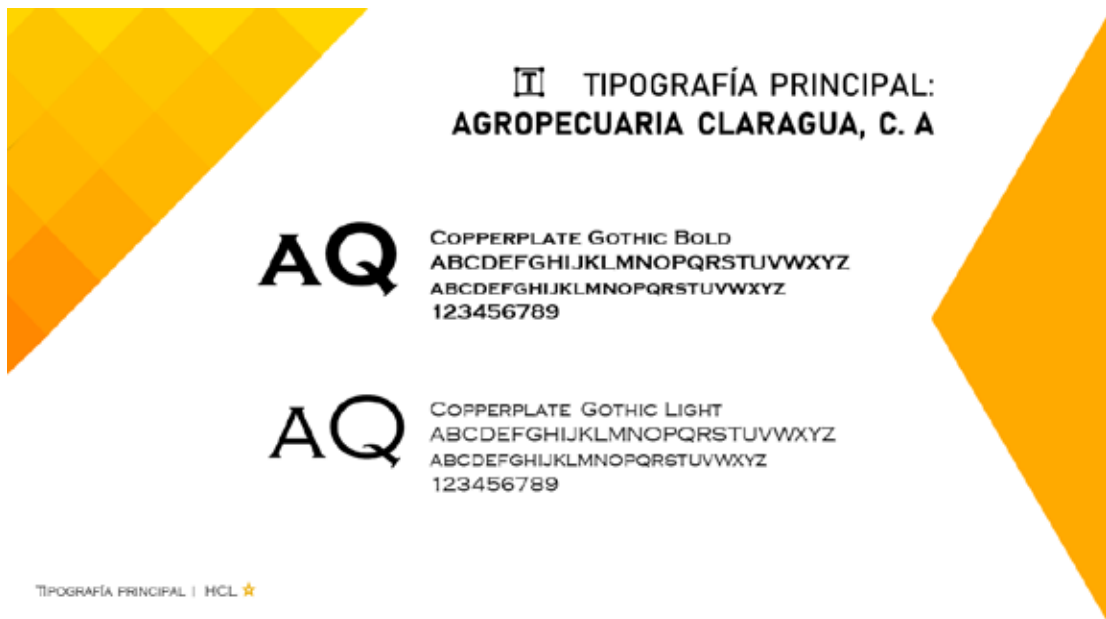 T TIPOGRAFÍA PRINCIPAL:
AGROPECUARIA CLARAGUA, C. A
AQ
COPPERPLATE GOTHIC BOLD
ABCDEFGHIJKLMNOPQRSTUVWXYZ
ABCDEFGHIJKLMNOPQRSTUVWXYZ
123456789
AQ
COPPERPLATE GOTHIC LIGHT
ABCDEFGHIJKLMNOPQRSTUVWXYZ
ABCDEFGHIJKLMNOPQRSTUVWXYZ
123456789
TIPOGRAFÍA PRINCIPAL | HCL